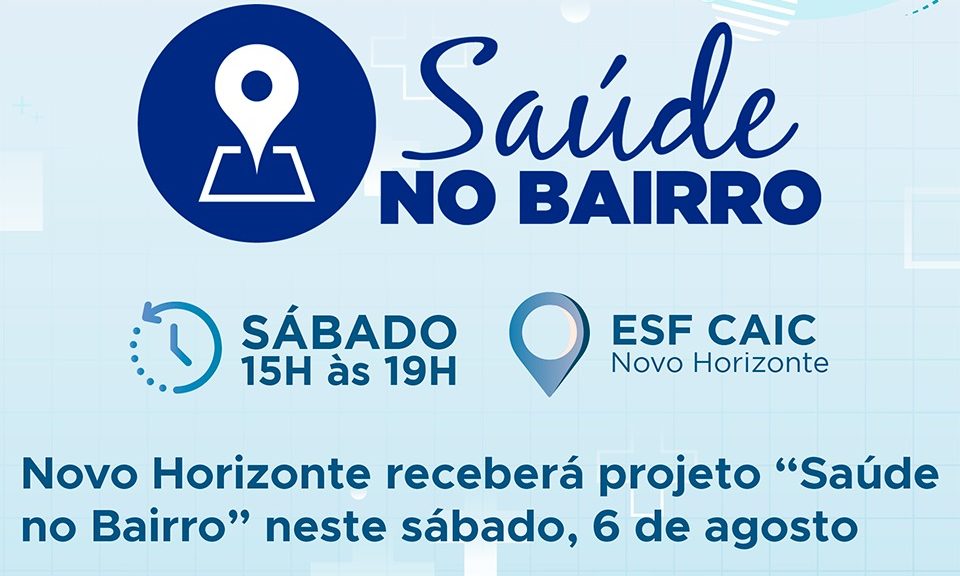 Saúde
NO BAIRRO
SÁBADO
15H às 19H
ESF CAIC
Novo Horizonte
Novo Horizonte receberá projeto “Saúde
no Bairro” neste sábado, 6 de agosto